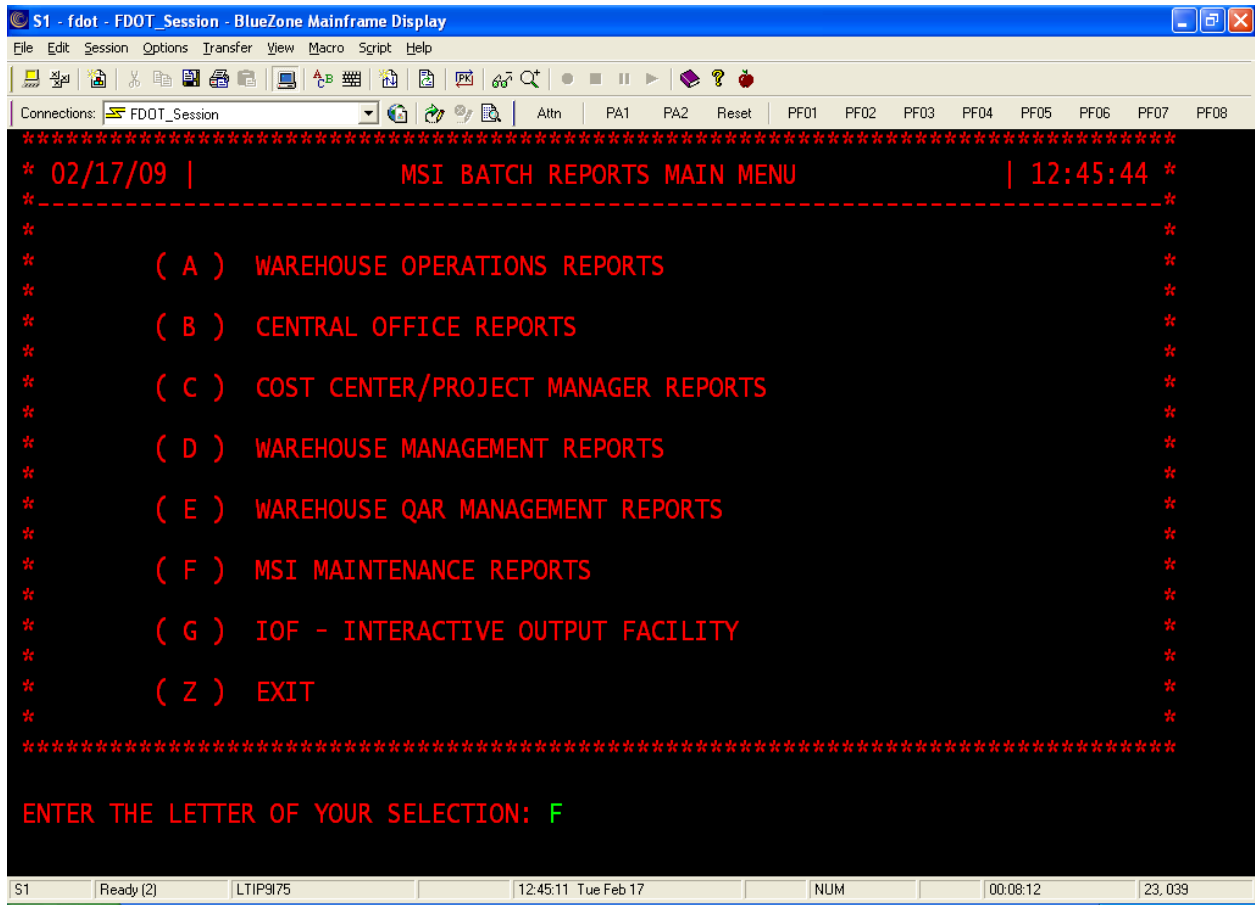 S1 - fdot - FDOT_Session - BlueZone Mainframe Display
File Edit Session Options Transfer View Macro Script Help
Connections: FDOT_Session Attn PA1 PA2 Reset PF01 PF02 PF03 PF04 PF05 PF06 PF07 PF08
*******************************************************************************
* 02/17/09 | MSI BATCH REPORTS MAIN MENU | 12:45:44 *
*-----------------------------------------------------------------------------*
* *
* ( A ) WAREHOUSE OPERATIONS REPORTS *
* *
* ( B ) CENTRAL OFFICE REPORTS *
* *
* ( C ) COST CENTER/PROJECT MANAGER REPORTS *
* *
* ( D ) WAREHOUSE MANAGEMENT REPORTS *
* *
* ( E ) WAREHOUSE QAR MANAGEMENT REPORTS *
* *
* ( F ) MSI MAINTENANCE REPORTS *
* *
* ( G ) IOF - INTERACTIVE OUTPUT FACILITY *
* *
* ( Z ) EXIT *
* *
*******************************************************************************
ENTER THE LETTER OF YOUR SELECTION: F
S1 Ready (2) LTIP9I75 12:45:11 Tue Feb 17 NUM 00:08:12 23, 039